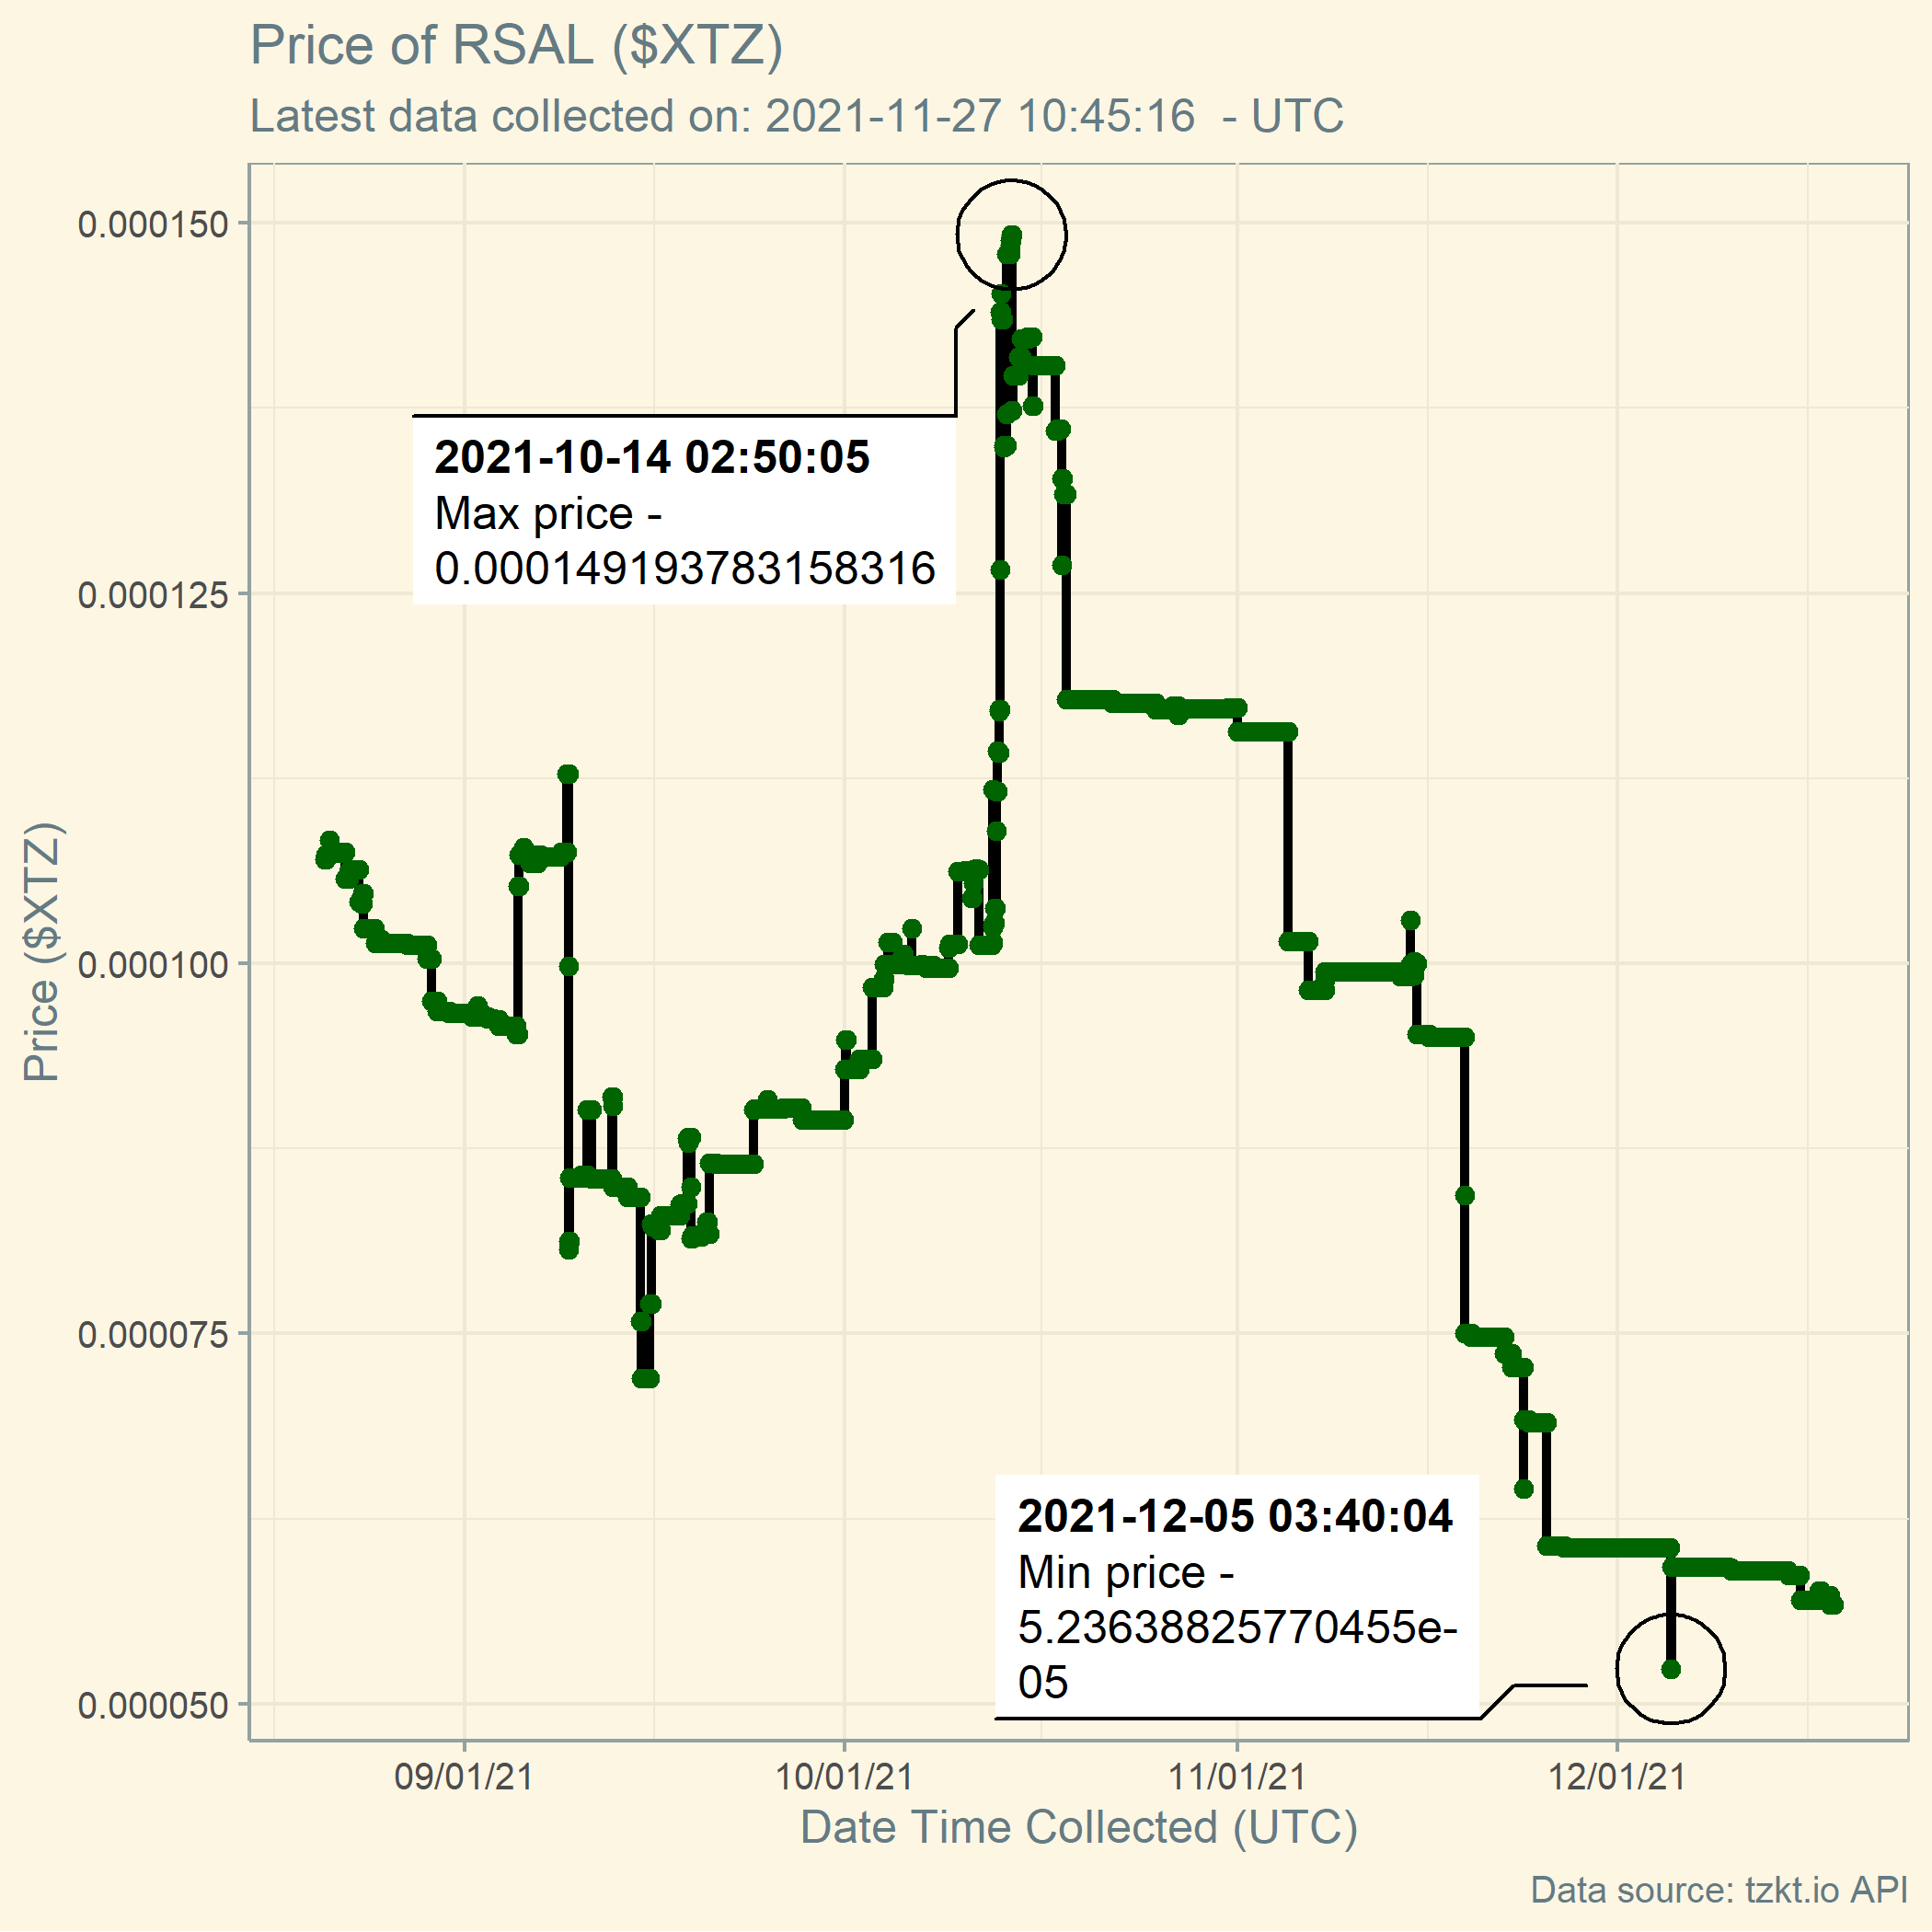 Price of RSAL ($XTZ)
Latest data collected on: 2021-11-27 10:45:16  - UTC
0.000150
0.000125
0.000100
0.000075
0.000050
Price ($XTZ)
2021-10-14 02:50:05
Max price -
0.000149193783158316
2021-12-05 03:40:04
Min price -
5.23638825770455e-
05
09/01/21
10/01/21
11/01/21
12/01/21
Date Time Collected (UTC)
Data source: tzkt.io API